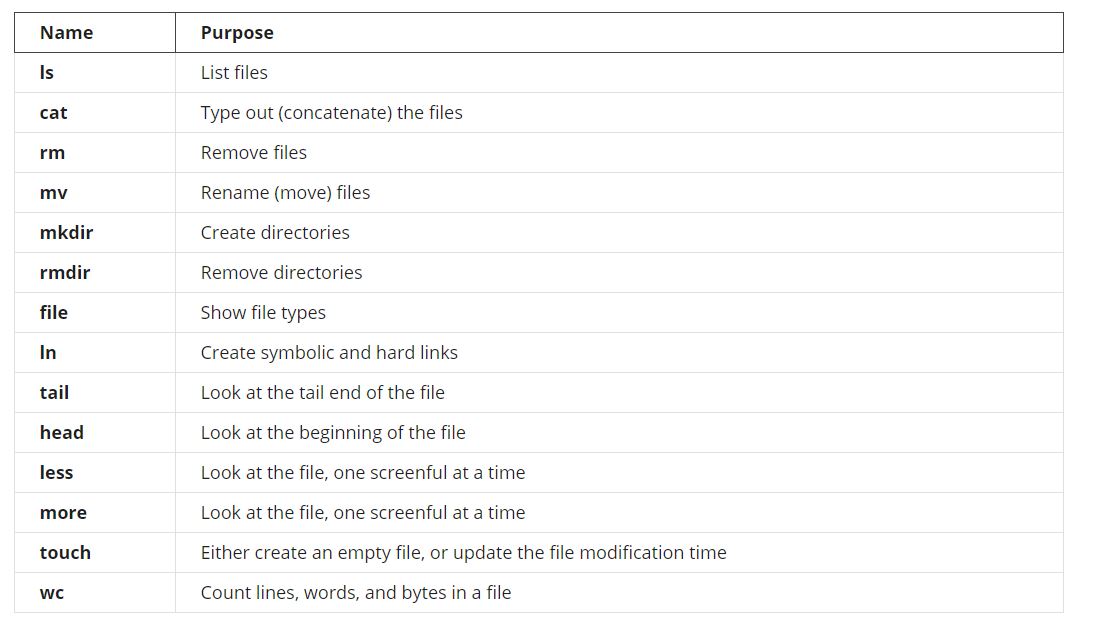 Name Purpose
ls List files
cat Type out (concatenate) the files
rm Remove files
mv Rename (move) files
mkdir Create directories
rmdir Remove directories
file Show file types
ln Create symbolic and hard links
tail Look at the tail end of the file
head Look at the beginning of the file
less Look at the file, one screenful at a time
more Look at the file, one screenful at a time
touch Either create an empty file, or update the file modification time
wc Count lines, words, and bytes in a file